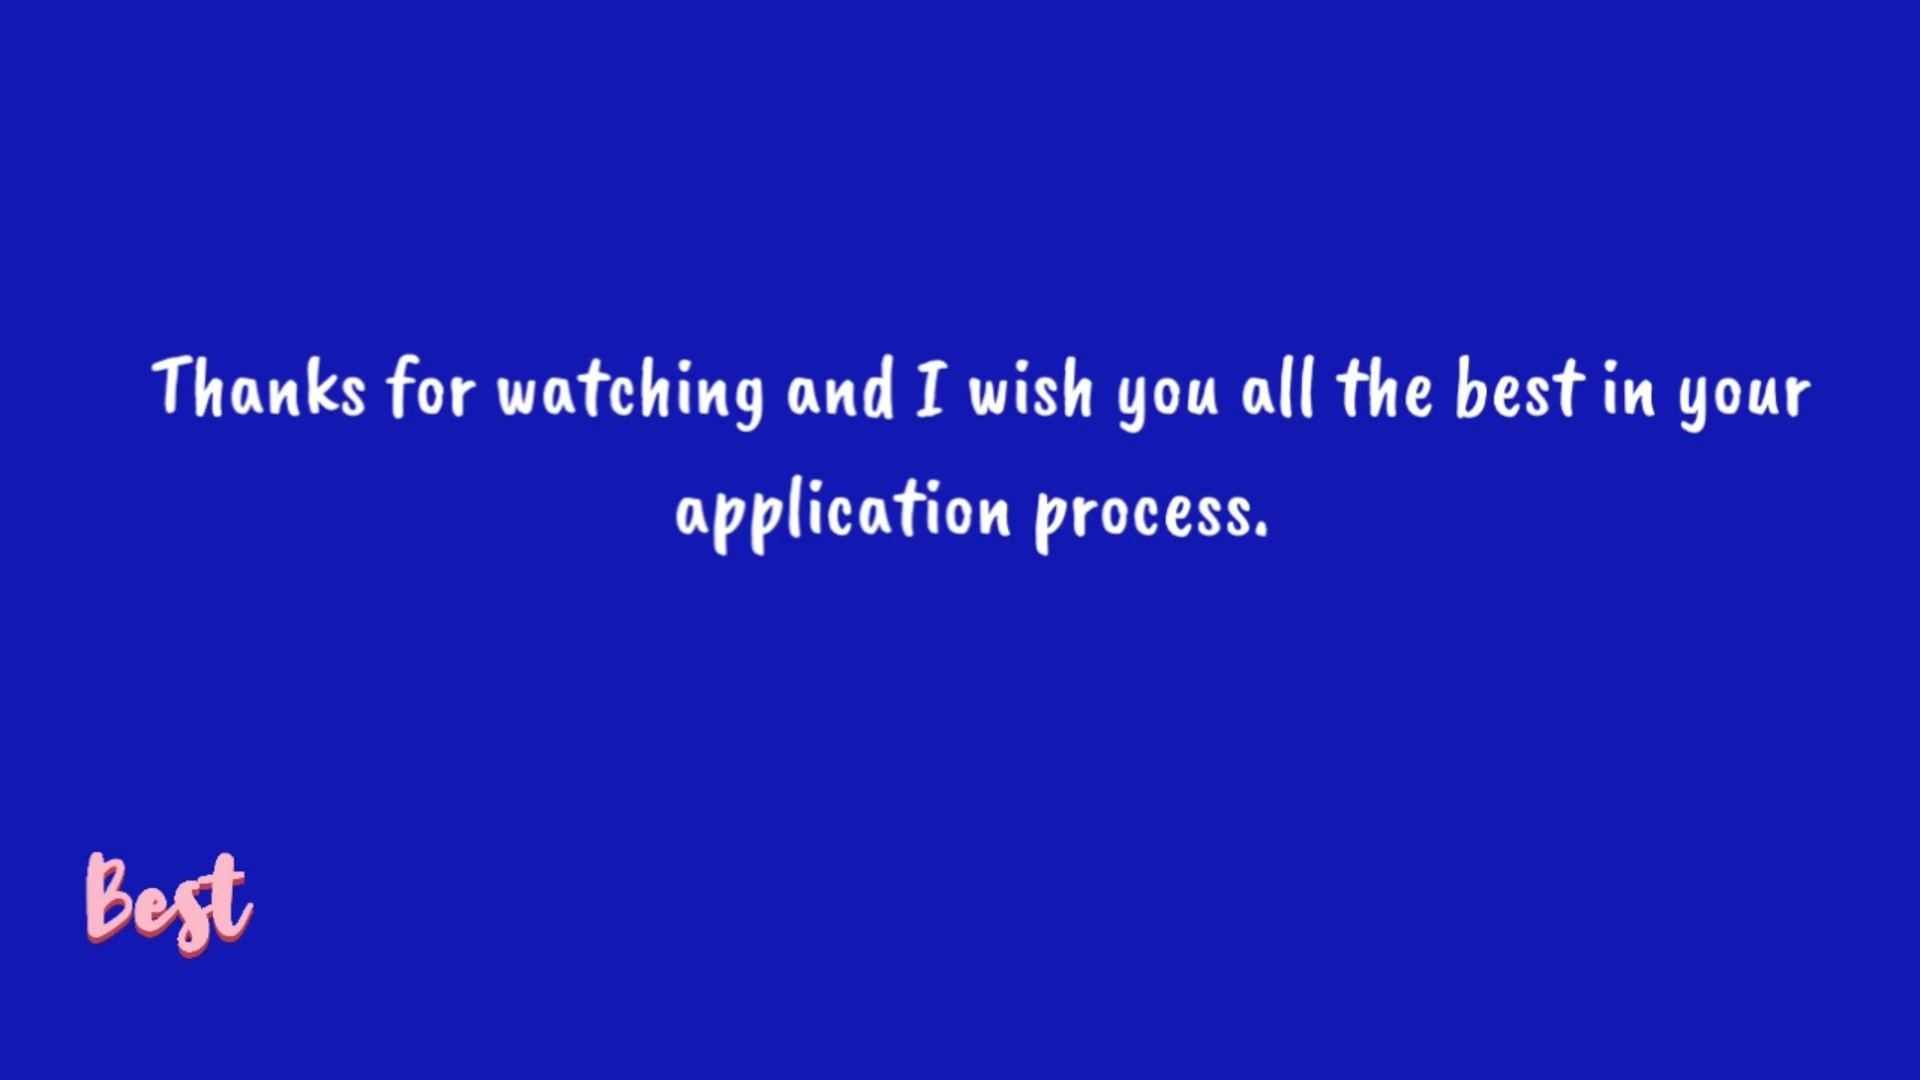 Thanks for watching and I wish you all the best in your
application process.
Best